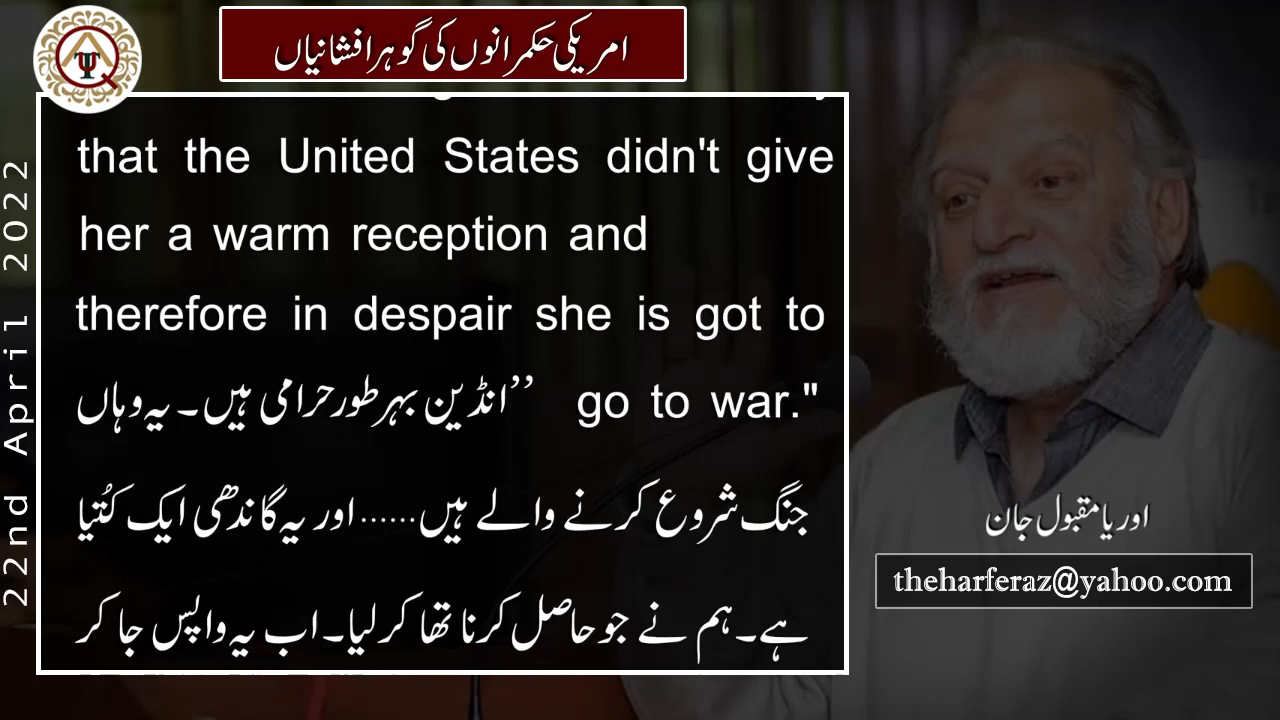 امریکی حکمرانوں کی گوہر افشانیاں
that the United States didn't give
her a warm reception and
therefore in despair she is got to
go to war." ’’انڈین بہر طور حرامی ہیں۔ یہ وہاں
جنگ شروع کرنے والے ہیں......اور یہ گاندھی ایک کُتیا
ہے۔ ہم نے جو حاصل کرنا تھا کر لیا۔ اب یہ واپس جا کر
22nd April 2022
اوریا مقبول جان
theharferaz@yahoo.com